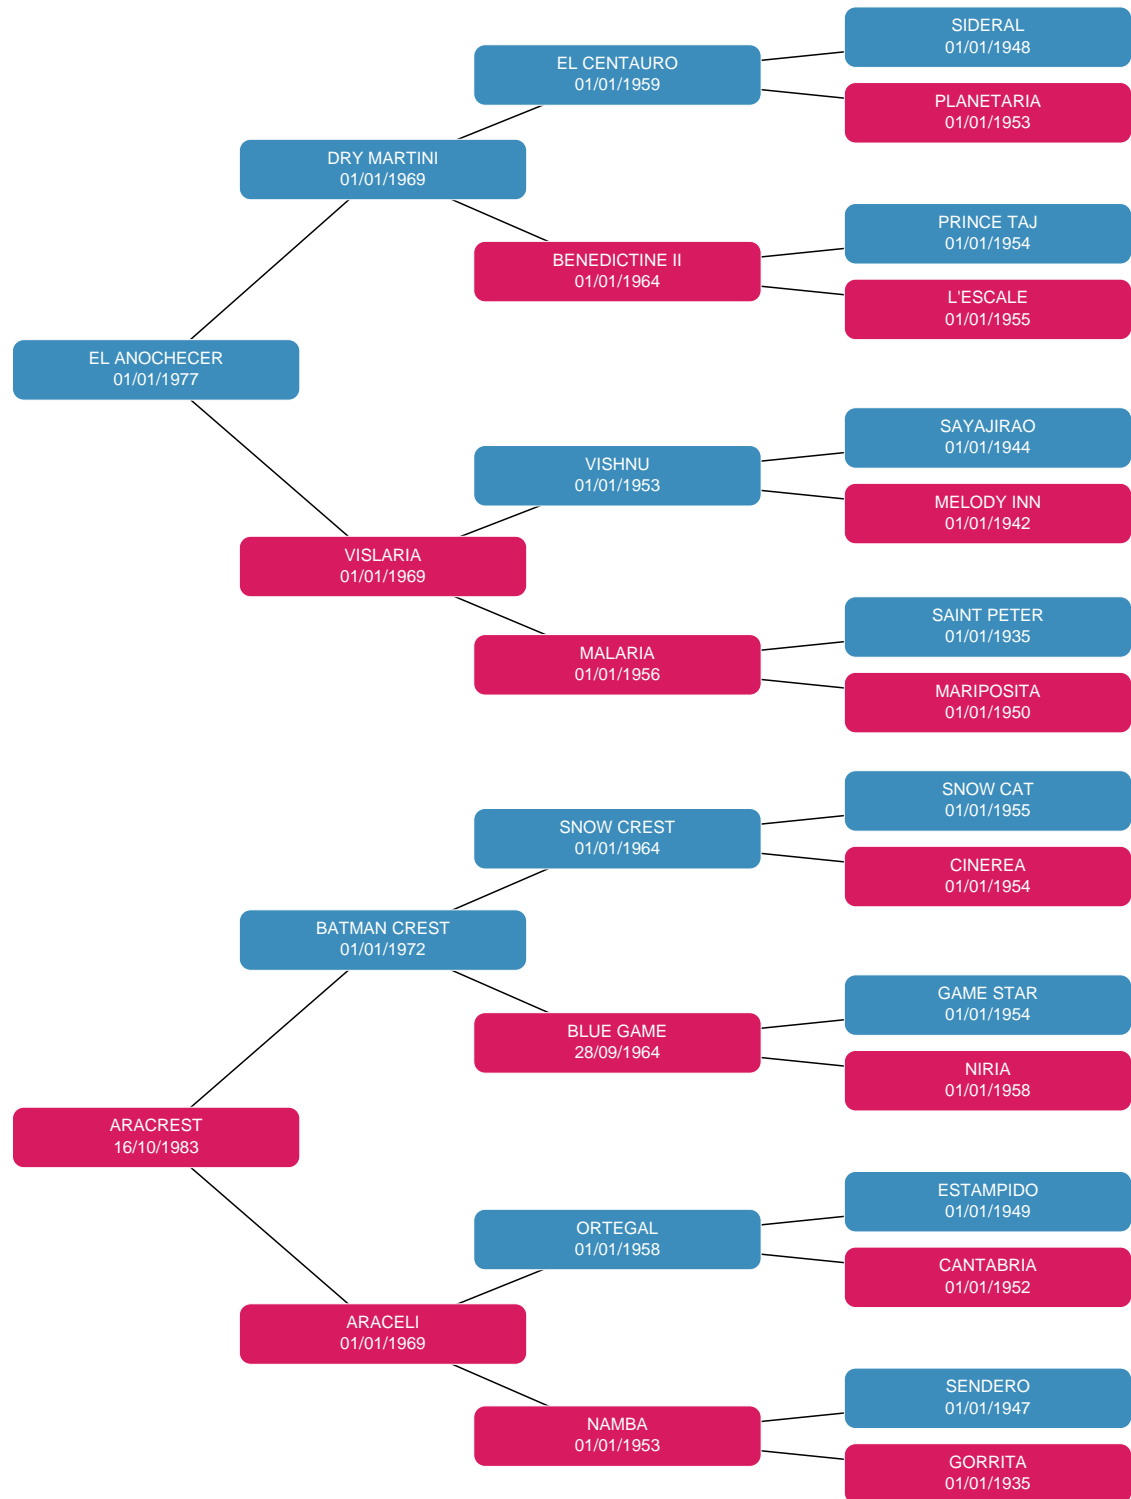 SIDERAL
01/01/1948
EL CENTAURO
01/01/1959
PLANETARIA
01/01/1953
DRY MARTINI
01/01/1969
PRINCE TAJ
01/01/1954
BENEDICTINE II
01/01/1964
L'ESCALE
01/01/1955
EL ANOCHECER
01/01/1977
SAYAJIRAO
01/01/1944
VISHNU
01/01/1953
MELODY INN
01/01/1942
VISLARIA
01/01/1969
SAINT PETER
01/01/1935
MALARIA
01/01/1956
MARIPOSITA
01/01/1950
SNOW CAT
01/01/1955
SNOW CREST
01/01/1964
CINEREA
01/01/1954
BATMAN CREST
01/01/1972
GAME STAR
01/01/1954
BLUE GAME
28/09/1964
NIRIA
01/01/1958
ARACREST
16/10/1983
ESTAMPIDO
01/01/1949
ORTEGAL
01/01/1958
CANTABRIA
01/01/1952
ARACELI
01/01/1969
SENDERO
01/01/1947
NAMBA
01/01/1953
GORRITA
01/01/1935